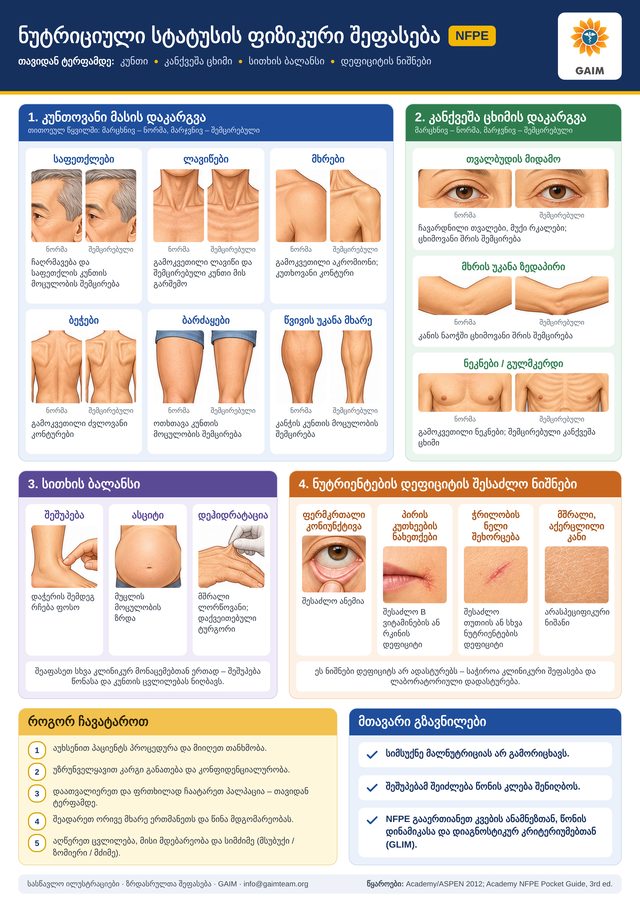 ნუტრიციული სტატუსის ფიზიკური შეფასება NFPE
თავიდან ტერფამდე: კუნთი • კანქვეშა ცხიმი • სითხის ბალანსი • დეფიციტის ნიშნები
GAIM
1. კუნთოვანი მასის დაკარგვა
თითოეულ წყვილში: მარცხნივ – ნორმა, მარჯვნივ – შემცირებული
საფეთქლები
ნორმა შემცირებული
ჩაღრმავება და
საფეთქლის კუნთის
მოცულობის შემცირება
ლავიწები
ნორმა შემცირებული
გამოკვეთილი ლავიწი და
შემცირებული კუნთი მის
გარშემო
მხრები
ნორმა შემცირებული
გამოკვეთილი აკრომიონი;
კუთხოვანი კონტური
ბეჭები
ნორმა შემცირებული
გამოკვეთილი ძვლოვანი
კონტურები
ბარძაყები
ნორმა შემცირებული
ოთხთავა კუნთის
მოცულობის შემცირება
წვივის უკანა მხარე
ნორმა შემცირებული
კანჭის კუნთის მოცულობის
შემცირება
2. კანქვეშა ცხიმის დაკარგვა
მარცხნივ – ნორმა, მარჯვნივ – შემცირებული
თვალბუდის მიდამო
ნორმა შემცირებული
ჩავარდნილი თვალები, მუქი რკალები;
ცხიმოვანი შრის შემცირება
მხრის უკანა ზედაპირი
ნორმა შემცირებული
კანის ნაოჭში ცხიმოვანი შრის შემცირება
ნეკნები / გულმკერდი
ნორმა შემცირებული
გამოკვეთილი ნეკნები; შემცირებული კანქვეშა
ცხიმი
3. სითხის ბალანსი
შეშუპება
დაჭერის შემდეგ
რჩება ფოსო
ასციტი
მუცლის
მოცულობის
ზრდა
დეჰიდრატაცია
მშრალი
ლორწოვანი;
დაქვეითებული
ტურგორი
შეაფასეთ სხვა კლინიკურ მონაცემებთან ერთად – შეშუპება
წონასა და კუნთის ცვლილებას ნიღბავს.
4. ნუტრიენტების დეფიციტის შესაძლო ნიშნები
ფერმკრთალი
კონიუნქტივა
შესაძლო ანემია
პირის
კუთხეების
ნახეთქები
შესაძლო B
ვიტამინების ან
რკინის
დეფიციტი
ჭრილობის
ნელი
შეხორცება
შესაძლო
თუთიის ან სხვა
ნუტრიენტების
დეფიციტი
მშრალი,
აქერცლილი
კანი
არასპეციფიკური
ნიშანი
ეს ნიშნები დეფიციტს არ ადასტურებს – საჭიროა კლინიკური შეფასება და
ლაბორატორიული დადასტურება.
როგორ ჩავატაროთ
1 აუხსენით პაციენტს პროცედურა და მიიღეთ თანხმობა.
2 უზრუნველყავით კარგი განათება და კონფიდენციალურობა.
3 დაათვალიერეთ და ფრთხილად ჩაატარეთ პალპაცია – თავიდან
ტერფამდე.
4 შეადარეთ ორივე მხარე ერთმანეთს და წინა მდგომარეობას.
5 აღწერეთ ცვლილება, მისი მდებარეობა და სიმძიმე (მსუბუქი /
ზომიერი / მძიმე).
მთავარი გზავნილები
სიმსუქნე მალნუტრიციას არ გამორიცხავს.
შეშუპებამ შეიძლება წონის კლება შენიღბოს.
NFPE გააერთიანეთ კვების ანამნეზთან, წონის
დინამიკასა და დიაგნოსტიკურ კრიტერიუმებთან
(GLIM).
სასწავლო ილუსტრაციები · ზრდასრულთა შეფასება · GAIM · info@gaimteam.org
წყაროები: Academy/ASPEN 2012; Academy NFPE Pocket Guide, 3rd ed.